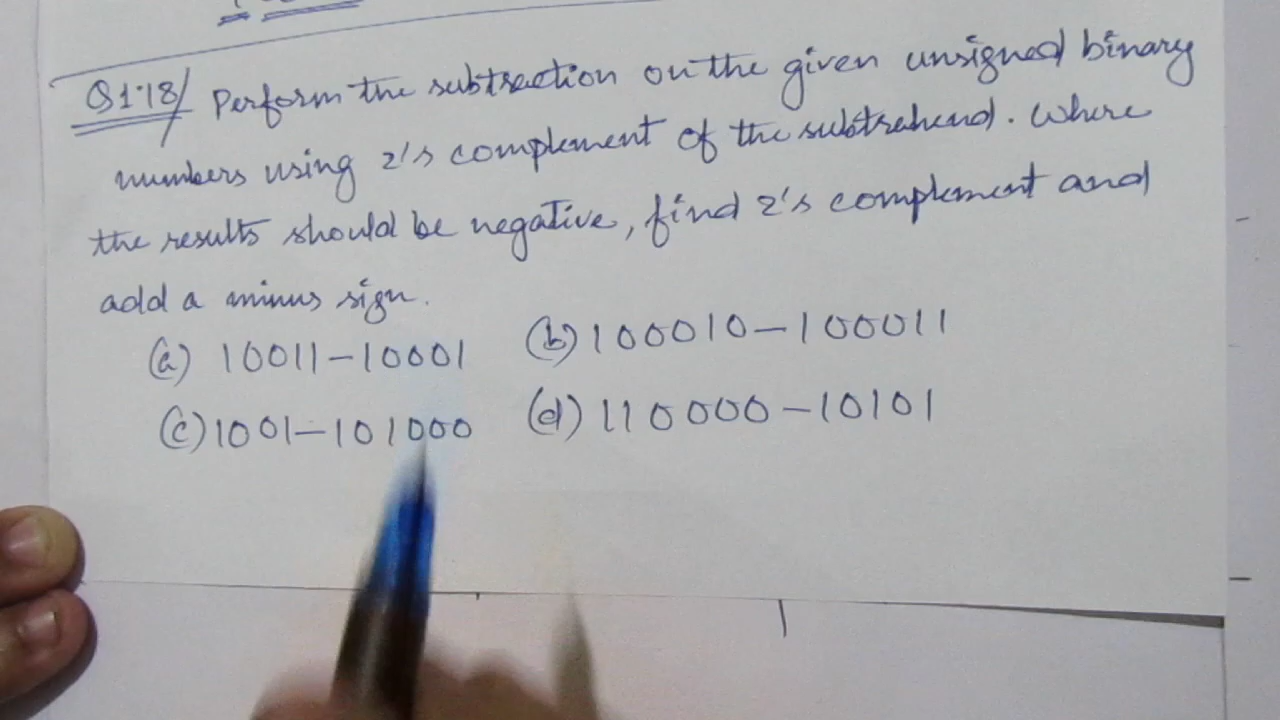 Q1.18/ Perform the subtraction on the given unsigned binary
numbers using 2's complement of the subtrahend. Where
the results should be negative, find 2's complement and
add a minus sign.
(a) 10011-10001 (b) 100010-100011
(c) 1001-101000 (d) 110000-10101